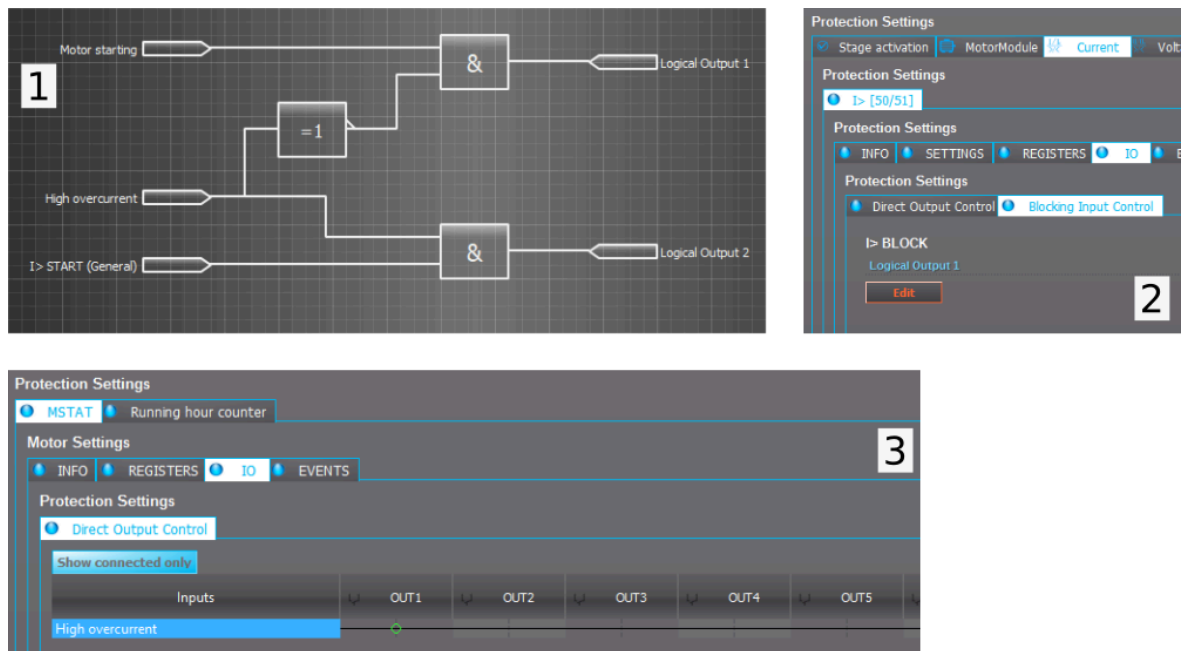 Motor starting
1
&
Logical Output 1
=1
High overcurrent
&
Logical Output 2
I> START (General)
Protection Settings
Stage activation MotorModule Current Volt
Protection Settings
I> [50/51]
Protection Settings
INFO SETTINGS REGISTERS IO E
Protection Settings
Direct Output Control Blocking Input Control
I> BLOCK
Logical Output 1
Edit
2
Protection Settings
MSTAT Running hour counter
Motor Settings
3
INFO REGISTERS IO EVENTS
Protection Settings
Direct Output Control
Show connected only
Inputs OUT1 OUT2 OUT3 OUT4 OUT5
High overcurrent